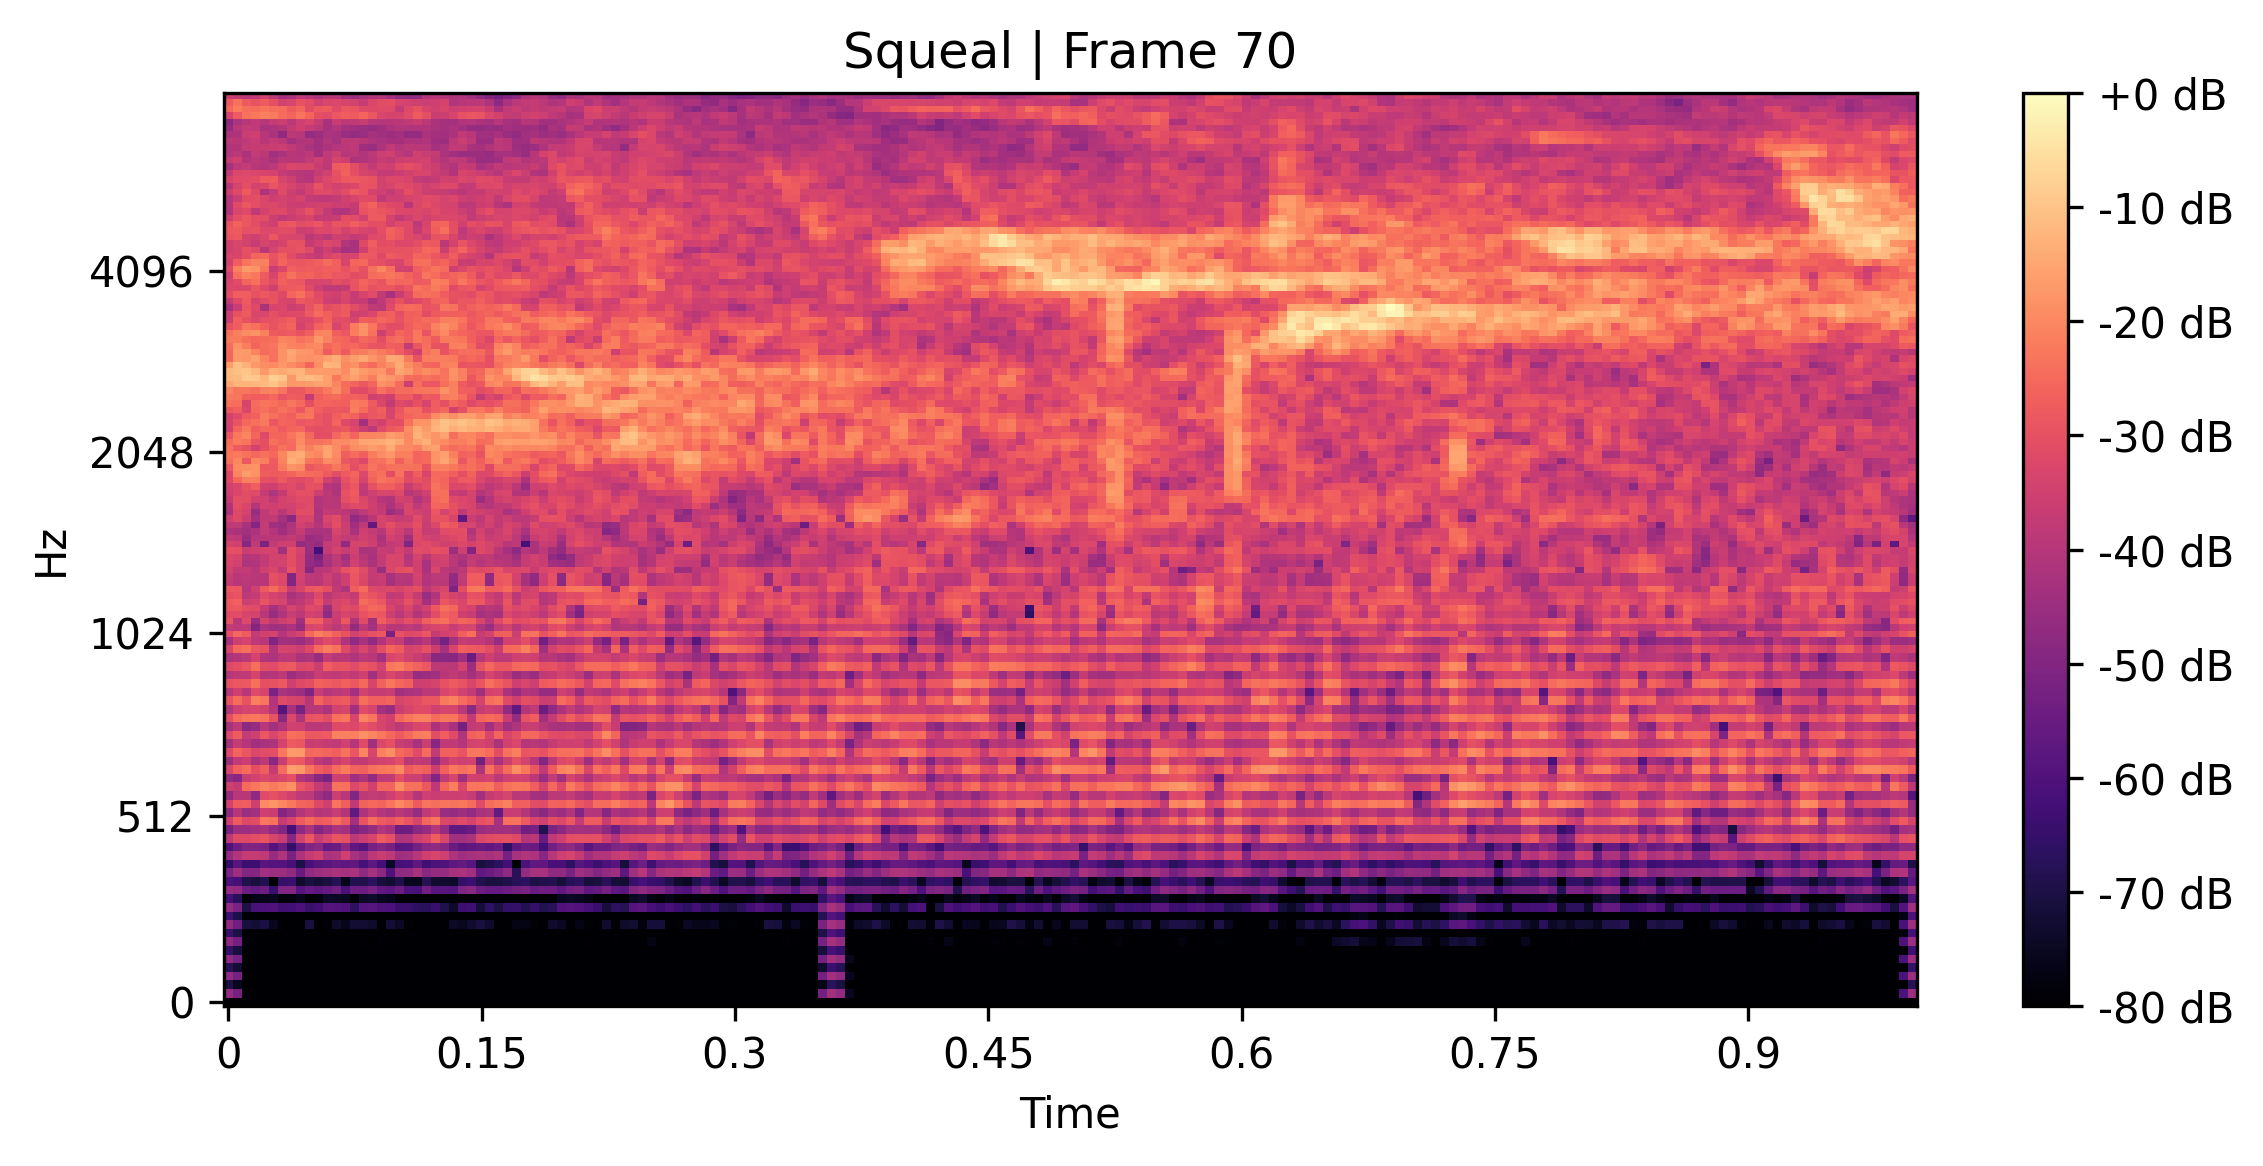 Squeal | Frame 70
Hz
4096
2048
1024
512
0
0
0.15
0.3
0.45
0.6
0.75
0.9
Time
+0 dB
-10 dB
-20 dB
-30 dB
-40 dB
-50 dB
-60 dB
-70 dB
-80 dB